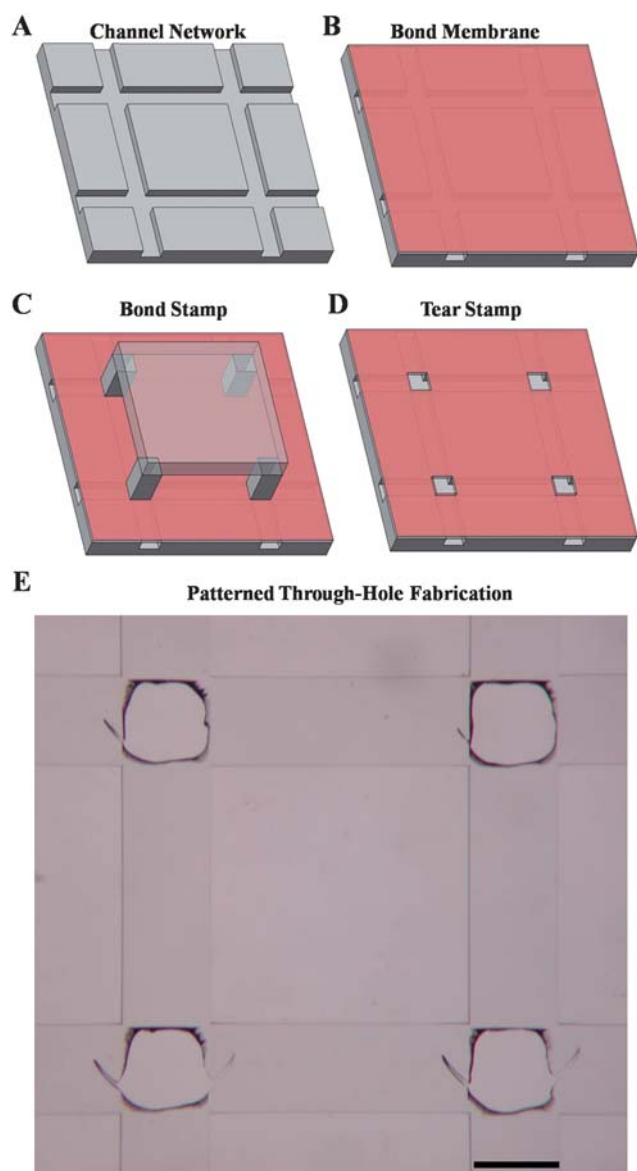 A
Channel Network
B
Bond Membrane
C
Bond Stamp
D
Tear Stamp
E
Patterned Through-Hole Fabrication